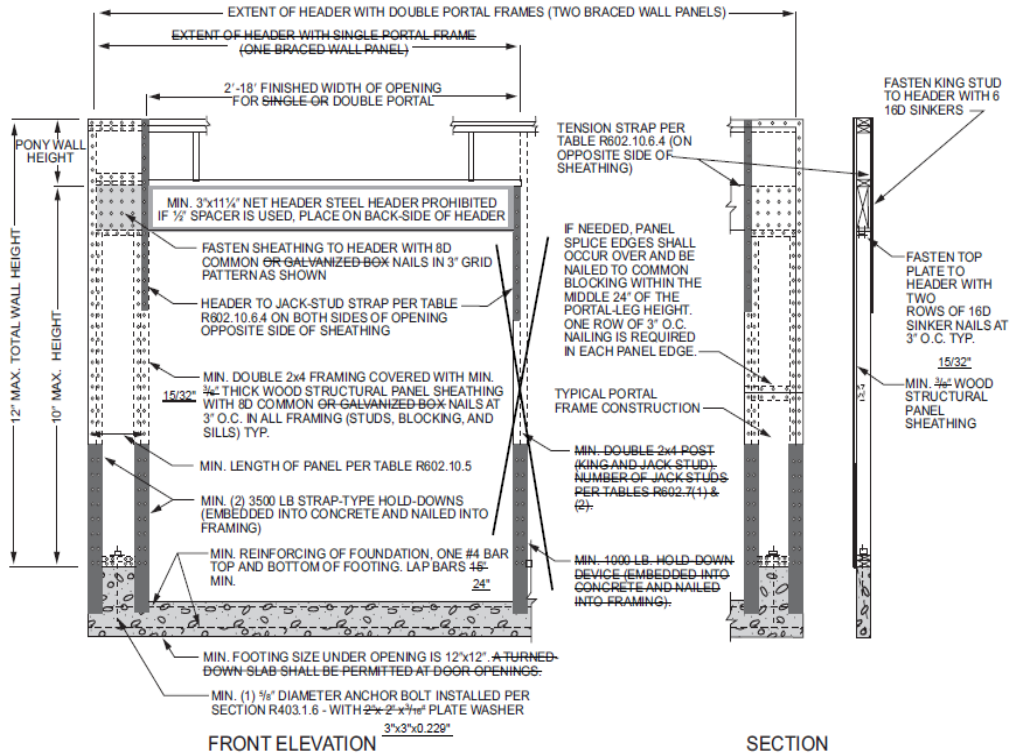 EXTENT OF HEADER WITH DOUBLE PORTAL FRAMES (TWO BRACED WALL PANELS)
EXTENT OF HEADER WITH SINGLE PORTAL FRAME
(ONE BRACED WALL PANEL)
2'-18' FINISHED WIDTH OF OPENING
FOR SINGLE OR DOUBLE PORTAL
PONY WALL
HEIGHT
12" MAX. TOTAL WALL HEIGHT
10" MAX. HEIGHT
MIN. 3"x11¼" NET HEADER STEEL HEADER PROHIBITED
IF ½" SPACER IS USED, PLACE ON BACK-SIDE OF HEADER
FASTEN SHEATHING TO HEADER WITH 8D
COMMON OR GALVANIZED BOX NAILS IN 3" GRID
PATTERN AS SHOWN
HEADER TO JACK-STUD STRAP PER TABLE
R602.10.6.4 ON BOTH SIDES OF OPENING
OPPOSITE SIDE OF SHEATHING
MIN. DOUBLE 2x4 FRAMING COVERED WITH MIN.
15/32" ⅜" THICK WOOD STRUCTURAL PANEL SHEATHING
WITH 8D COMMON OR GALVANIZED BOX NAILS AT
3" O.C. IN ALL FRAMING (STUDS, BLOCKING, AND
SILLS) TYP.
MIN. LENGTH OF PANEL PER TABLE R602.10.5
MIN. (2) 3500 LB STRAP-TYPE HOLD-DOWNS
(EMBEDDED INTO CONCRETE AND NAILED INTO
FRAMING)
MIN. REINFORCING OF FOUNDATION, ONE #4 BAR
TOP AND BOTTOM OF FOOTING. LAP BARS 15"
MIN. 24"
MIN. FOOTING SIZE UNDER OPENING IS 12"x12". A TURNED-
DOWN SLAB SHALL BE PERMITTED AT DOOR OPENINGS.
MIN. (1) ⅝" DIAMETER ANCHOR BOLT INSTALLED PER
SECTION R403.1.6 - WITH 2"x 2" x3/16" PLATE WASHER
3"x3"x0.229"
FRONT ELEVATION
TENSION STRAP PER
TABLE R602.10.6.4 (ON
OPPOSITE SIDE OF
SHEATHING)
IF NEEDED, PANEL
SPLICE EDGES SHALL
OCCUR OVER AND BE
NAILED TO COMMON
BLOCKING WITHIN THE
MIDDLE 24" OF THE
PORTAL-LEG HEIGHT.
ONE ROW OF 3" O.C.
NAILING IS REQUIRED
IN EACH PANEL EDGE.
TYPICAL PORTAL
FRAME CONSTRUCTION
MIN. DOUBLE 2x4 POST
(KING AND JACK STUD).
NUMBER OF JACK STUDS
PER TABLES R602.7(1) &
(2).
MIN. 1000 LB. HOLD-DOWN
DEVICE (EMBEDDED INTO
CONCRETE AND NAILED
INTO FRAMING).
FASTEN KING STUD
TO HEADER WITH 6
16D SINKERS
FASTEN TOP
PLATE TO
HEADER WITH
TWO
ROWS OF 16D
SINKER NAILS AT
3" O.C. TYP.
15/32"
MIN. ⅜" WOOD
STRUCTURAL
PANEL
SHEATHING
SECTION